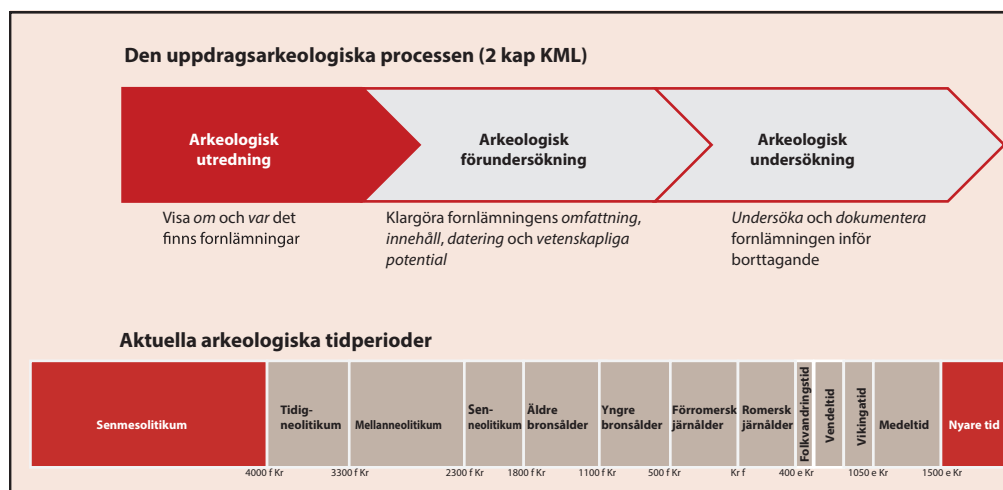 Den uppdragsarkeologiska processen (2 kap KML)
Arkeologisk
utredning
Arkeologisk
förundersökning
Arkeologisk
undersökning
Visa om och var det
finns fornlämningar
Klargöra fornlämningens omfattning,
innehåll, datering och vetenskapliga
potential
Undersöka och dokumentera
fornlämningen inför
borttagande
Aktuella arkeologiska tidperioder
Senmesolitikum
Tidig-
neolitikum
Mellanneolitikum
Sen-
neolitikum
Äldre
bronsålder
Yngre
bronsålder
Förromersk
järnålder
Romersk
järnålder
Folkvandringstid
Vendeltid
Vikingatid
Medeltid
Nyare tid
4000 f Kr 3300 f Kr 2300 f Kr 1800 f Kr 1100 f Kr 500 f Kr Kr f 400 e Kr 1050 e Kr 1500 e Kr